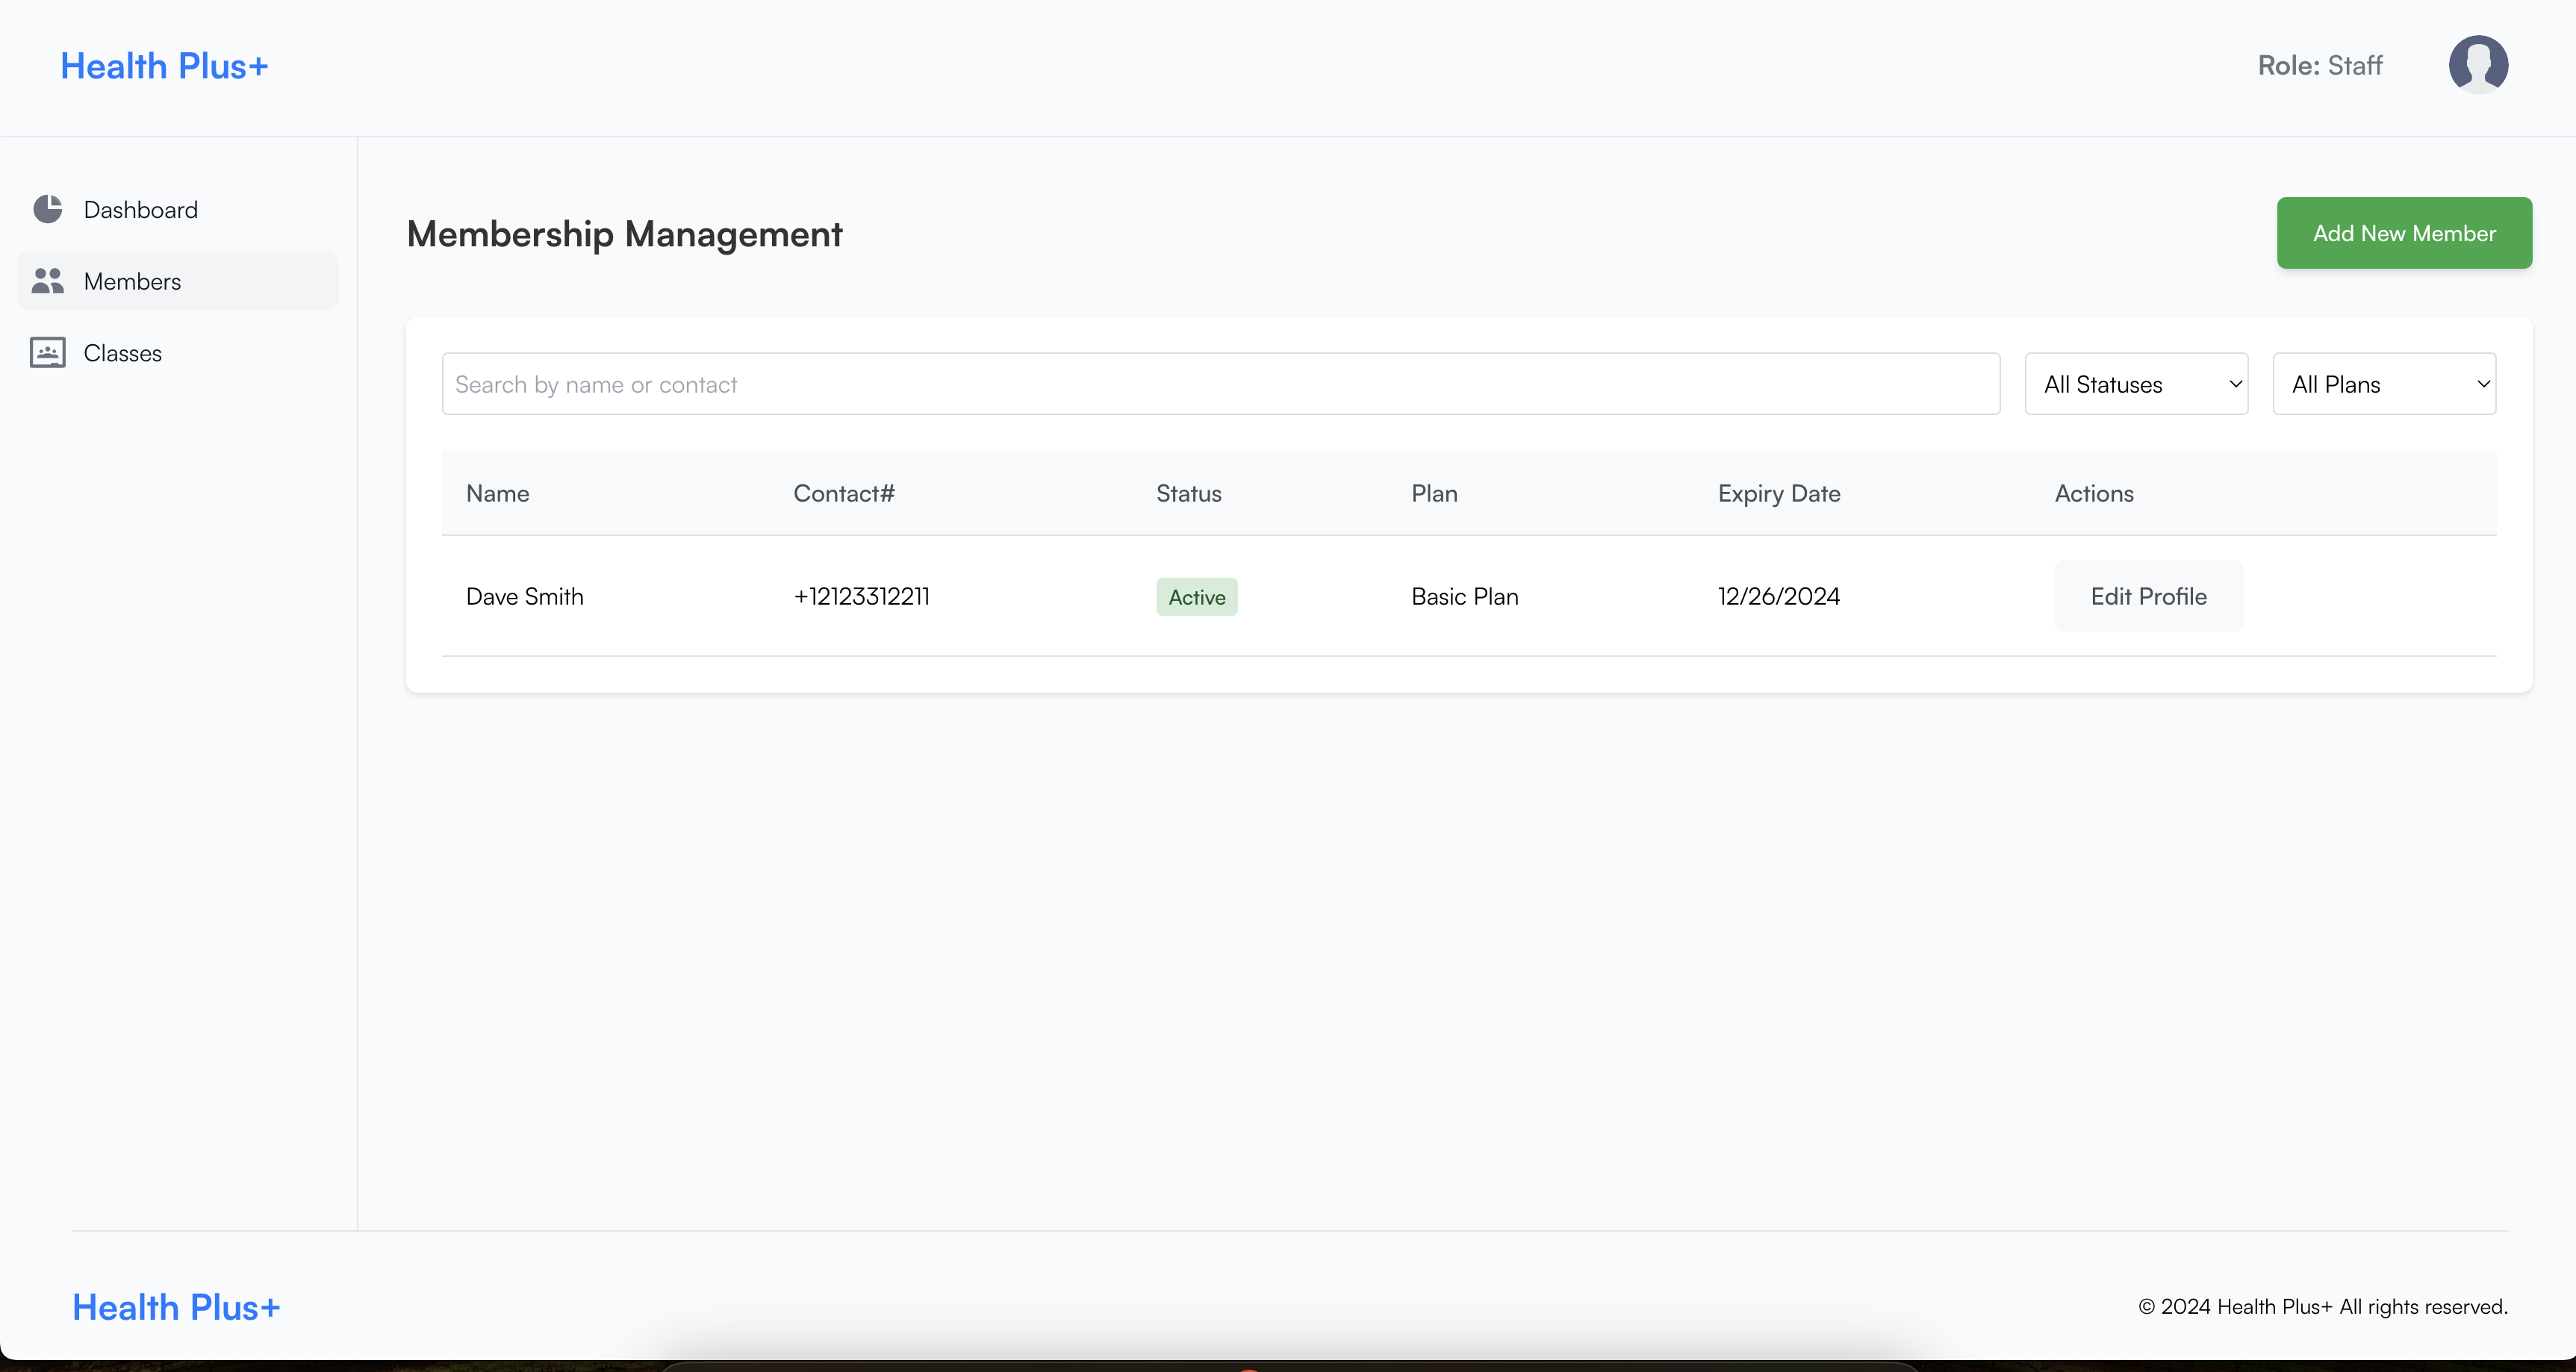 Health Plus+
Role: Staff
Dashboard
Members
Classes
Membership Management
Add New Member
Search by name or contact
All Statuses
All Plans
Name Contact# Status Plan Expiry Date Actions
Dave Smith +12123312211 Active Basic Plan 12/26/2024 Edit Profile
Health Plus+
© 2024 Health Plus+ All rights reserved.